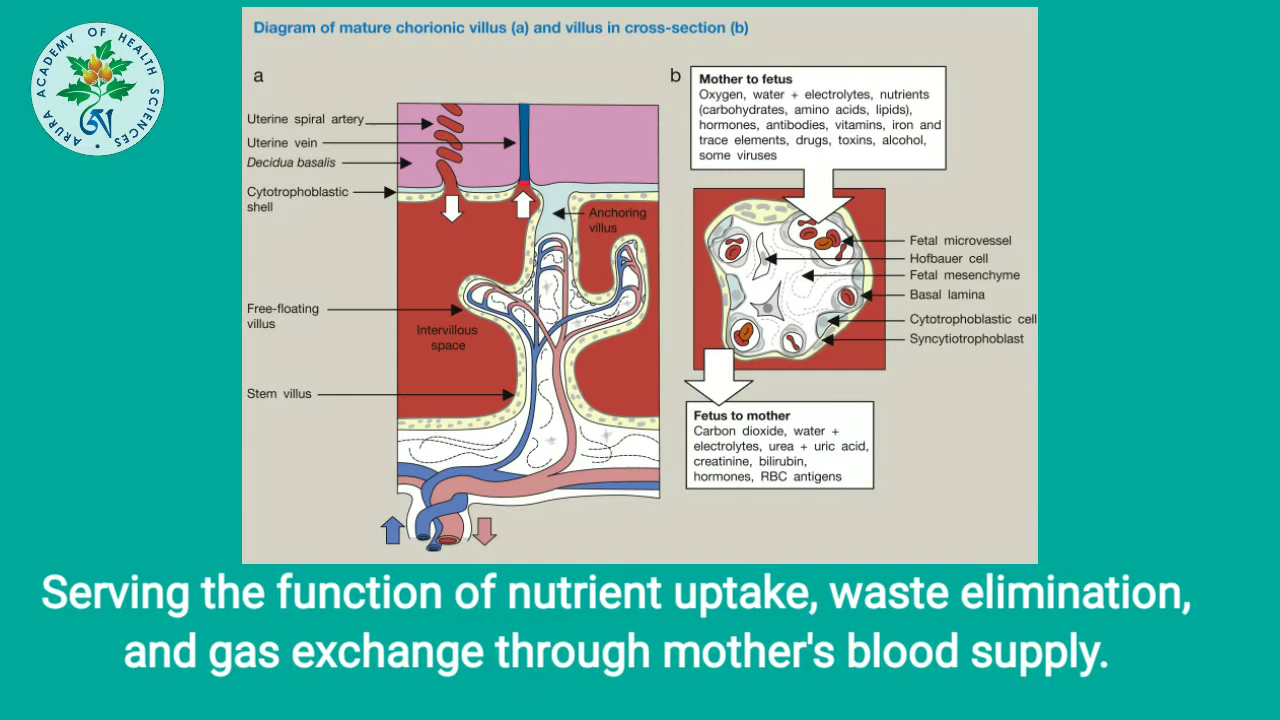 ARURA ACADEMY OF HEALTH SCIENCES
Diagram of mature chorionic villus (a) and villus in cross-section (b)
a
Uterine spiral artery
Uterine vein
Decidua basalis
Cytotrophoblastic
shell
Anchoring
villus
Free-floating
villus
Intervillous
space
Stem villus
b
Mother to fetus
Oxygen, water + electrolytes, nutrients
(carbohydrates, amino acids, lipids),
hormones, antibodies, vitamins, iron and
trace elements, drugs, toxins, alcohol,
some viruses
Fetal microvessel
Hofbauer cell
Fetal mesenchyme
Basal lamina
Cytotrophoblastic cell
Syncytiotrophoblast
Fetus to mother
Carbon dioxide, water +
electrolytes, urea + uric acid,
creatinine, bilirubin,
hormones, RBC antigens
Serving the function of nutrient uptake, waste elimination,
and gas exchange through mother's blood supply.